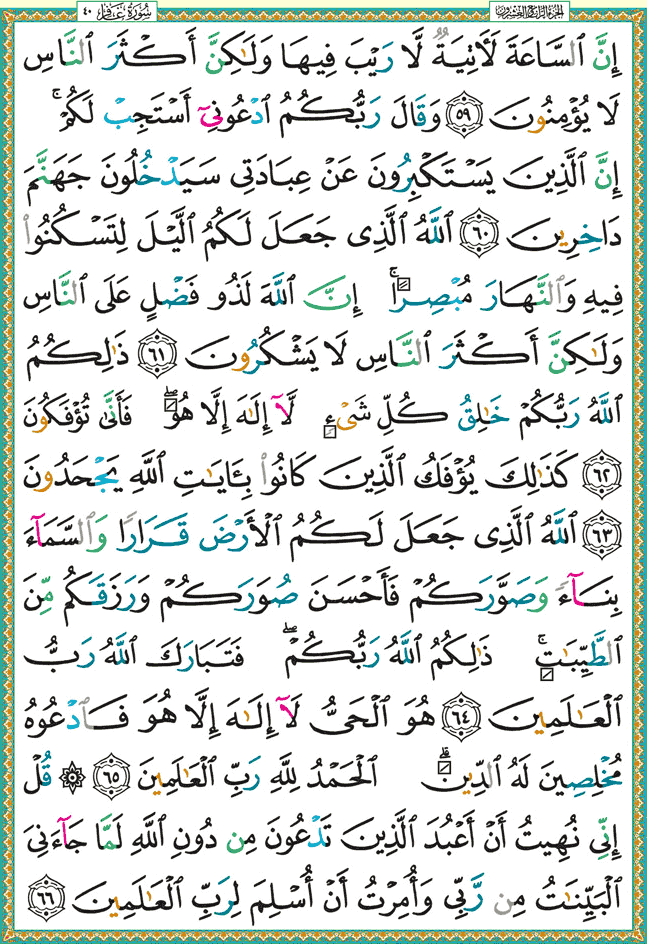 الجزء الرابع والعشرون
سورة غافر ٤٠
إِنَّ ٱلسَّاعَةَ لَأٓتِيَةٞ لَّا رَيۡبَ فِيهَا وَلَٰكِنَّ أَكۡثَرَ ٱلنَّاسِ
لَا يُؤۡمِنُونَ ٥٩ وَقَالَ رَبُّكُمُ ٱدۡعُونِيٓ أَسۡتَجِبۡ لَكُمۡۚ
إِنَّ ٱلَّذِينَ يَسۡتَكۡبِرُونَ عَنۡ عِبَادَتِي سَيَدۡخُلُونَ جَهَنَّمَ
دَاخِرِينَ ٦٠ ٱللَّهُ ٱلَّذِي جَعَلَ لَكُمُ ٱلَّيۡلَ لِتَسۡكُنُواْ
فِيهِ وَٱلنَّهَارَ مُبۡصِرًاۚ إِنَّ ٱللَّهَ لَذُو فَضۡلٍ عَلَى ٱلنَّاسِ
وَلَٰكِنَّ أَكۡثَرَ ٱلنَّاسِ لَا يَشۡكُرُونَ ٦١ ذَٰلِكُمُ
ٱللَّهُ رَبُّكُمۡ خَٰلِقُ كُلِّ شَيۡءٖ لَّآ إِلَٰهَ إِلَّا هُوَۖ فَأَنَّىٰ تُؤۡفَكُونَ
٦٢ كَذَٰلِكَ يُؤۡفَكُ ٱلَّذِينَ كَانُواْ بِـَٔايَٰتِ ٱللَّهِ يَجۡحَدُونَ
٦٣ ٱللَّهُ ٱلَّذِي جَعَلَ لَكُمُ ٱلۡأَرۡضَ قَرَارٗا وَٱلسَّمَآءَ
بِنَآءٗ وَصَوَّرَكُمۡ فَأَحۡسَنَ صُوَرَكُمۡ وَرَزَقَكُم مِّنَ
ٱلطَّيِّبَٰتِۚ ذَٰلِكُمُ ٱللَّهُ رَبُّكُمۡۖ فَتَبَارَكَ ٱللَّهُ رَبُّ
ٱلۡعَٰلَمِينَ ٦٤ هُوَ ٱلۡحَيُّ لَآ إِلَٰهَ إِلَّا هُوَ فَٱدۡعُوهُ
مُخۡلِصِينَ لَهُ ٱلدِّينَۗ ٱلۡحَمۡدُ لِلَّهِ رَبِّ ٱلۡعَٰلَمِينَ ٦٥ ۞ قُلۡ
إِنِّي نُهِيتُ أَنۡ أَعۡبُدَ ٱلَّذِينَ تَدۡعُونَ مِن دُونِ ٱللَّهِ لَمَّا جَآءَنِيَ
ٱلۡبَيِّنَٰتُ مِن رَّبِّي وَأُمِرۡتُ أَنۡ أُسۡلِمَ لِرَبِّ ٱلۡعَٰلَمِينَ ٦٦